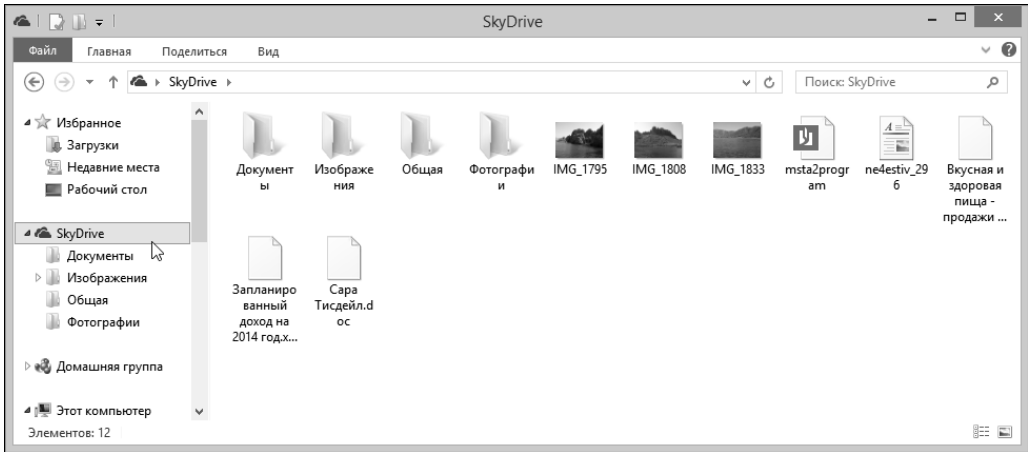 SkyDrive
Файл Главная Поделиться Вид
SkyDrive
Поиск: SkyDrive
Избранное
Загрузки
Недавние места
Рабочий стол
SkyDrive
Документы
Изображения
Общая
Фотографии
Домашняя группа
Этот компьютер
Документ
ы
Изображе
ния
Общая
Фотографи
и
IMG_1795
IMG_1808
IMG_1833
msta2progr
am
ne4estiv_29
6
Вкусная и
здоровая
пища -
продажи ...
Запланиро
ванный
доход на
2014 год.x...
Сара
Тисдейл.d
oc
Элементов: 12